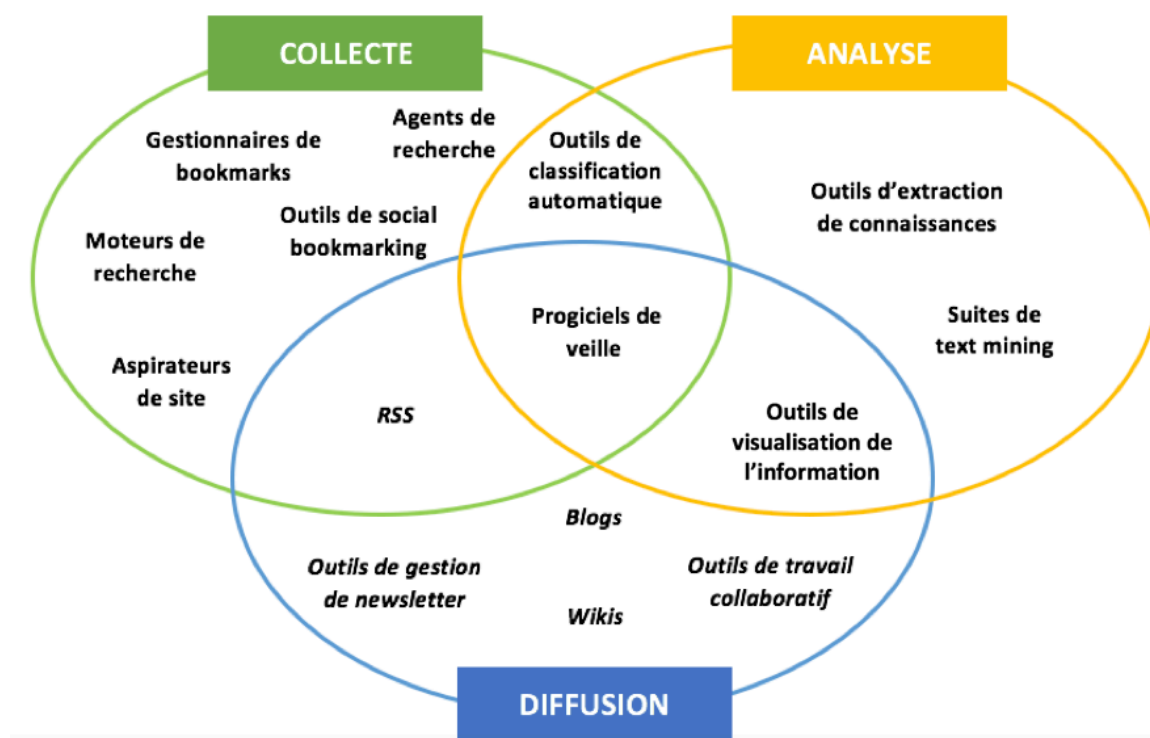 COLLECTE
ANALYSE
Agents de
recherche
Gestionnaires de
bookmarks
Outils de
classification
automatique
Outils d'extraction
de connaissances
Outils de social
bookmarking
Moteurs de
recherche
Progiciels de
veille
Suites de
text mining
Aspirateurs
de site
RSS
Outils de
visualisation de
l'information
Blogs
Outils de gestion
de newsletter
Outils de travail
collaboratif
Wikis
DIFFUSION